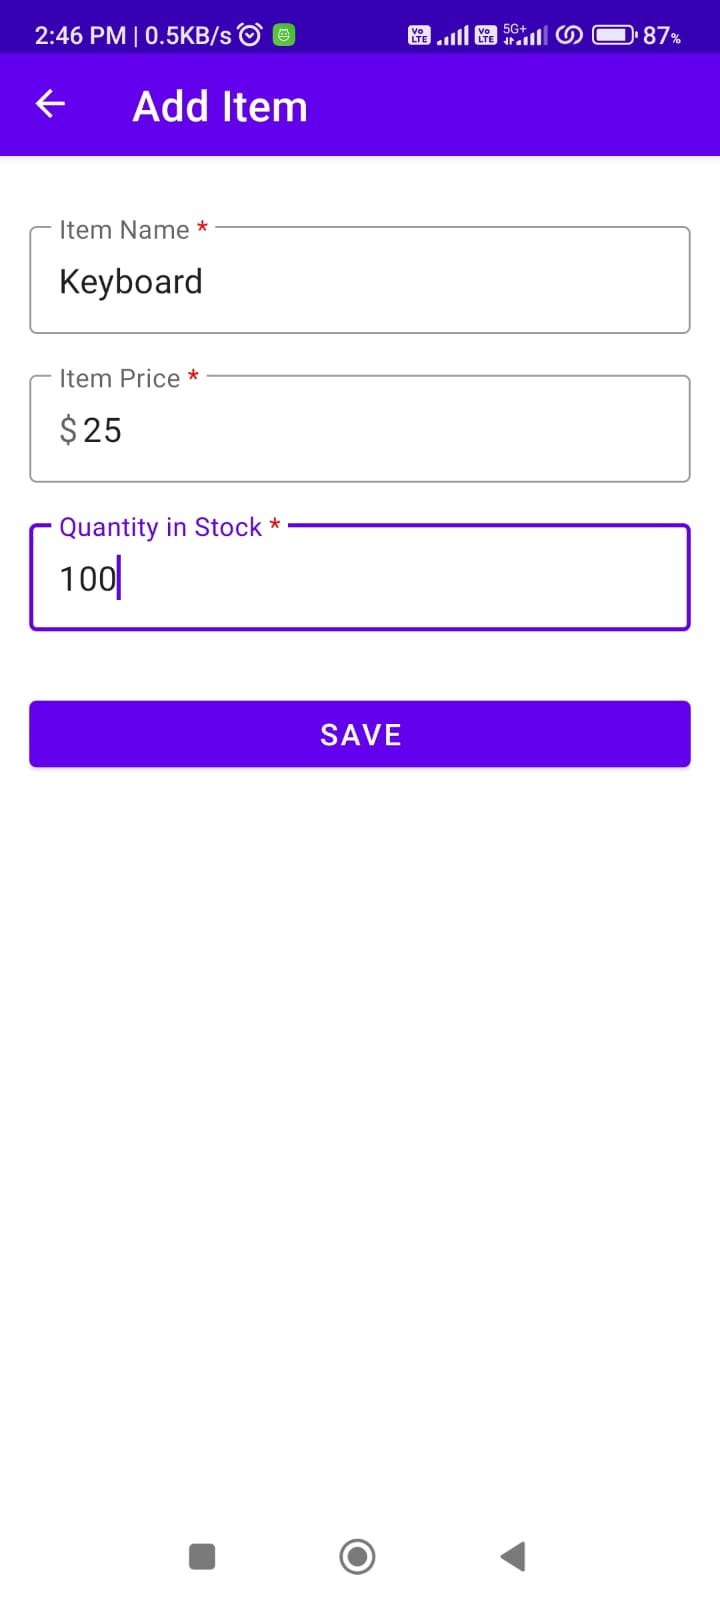 2:46 PM | 0.5KB/s Vo LTE Vo LTE 5G+ 87%
Add Item
Item Name *
Keyboard
Item Price *
$ 25
Quantity in Stock *
100
SAVE